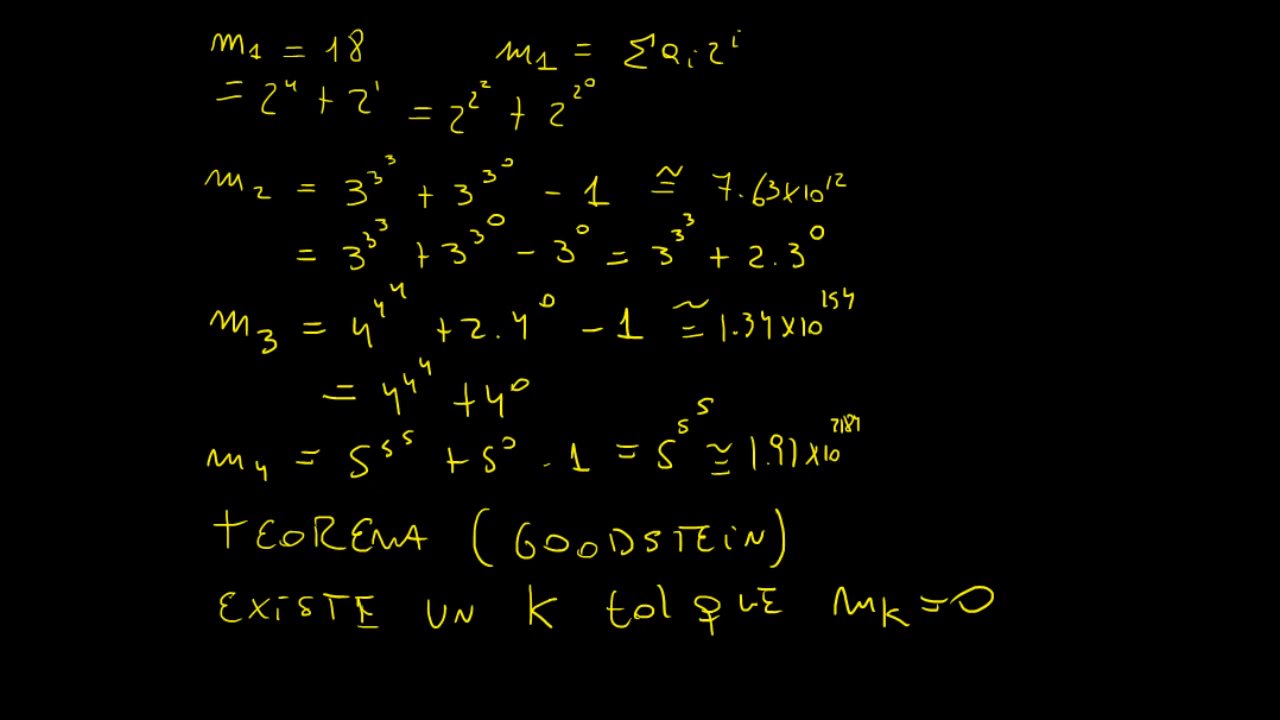 m₁ = 18 m₁ = Σaᵢ2ⁱ
= 2⁴ + 2¹ = 2^2^2 + 2^2^0
m₂ = 3^3^3 + 3^3^0 - 1 ≅ 7.63×10¹²
= 3^3^3 + 3^3^0 - 3⁰ = 3^3^3 + 2.3⁰
m₃ = 4^4^4 + 2.4⁰ - 1 ≅ 1.34×10¹⁵⁴
= 4^4^4 + 4⁰
m₄ = 5^5^5 + 5⁰ - 1 = 5^5^5 ≅ 1.91×10²¹⁸⁴
TEOREMA (GOODSTEIN)
EXISTE UN K tal QUE mₖ = 0